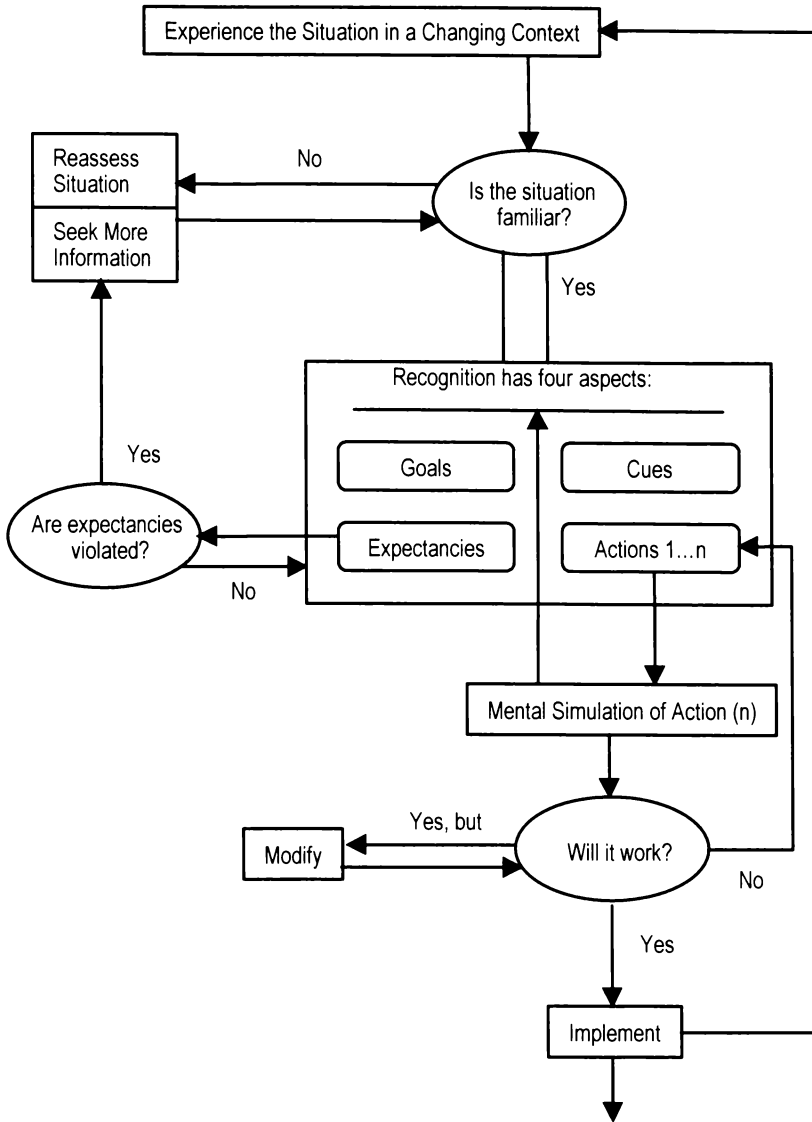 Experience the Situation in a Changing Context
No
Reassess
Situation
Is the situation
familiar?
Seek More
Information
Yes
Recognition has four aspects:
Yes
Goals
Cues
Are expectancies
violated?
Expectancies
Actions 1...n
No
Mental Simulation of Action (n)
Yes, but
Modify
Will it work?
No
Yes
Implement